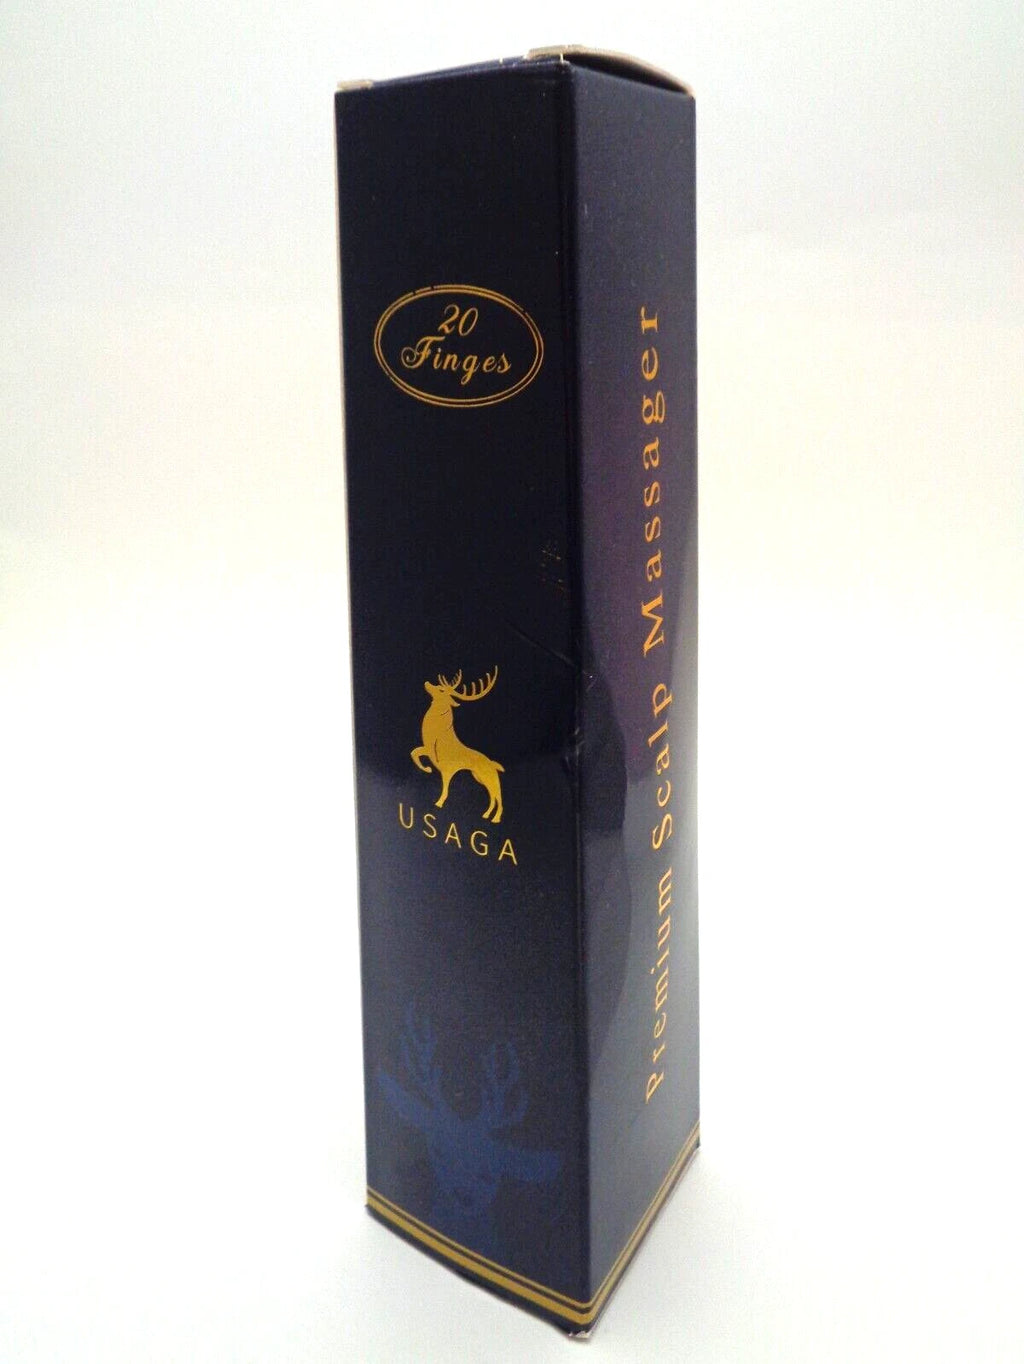 20
Finges
USAGA
Premium Scalp Massager